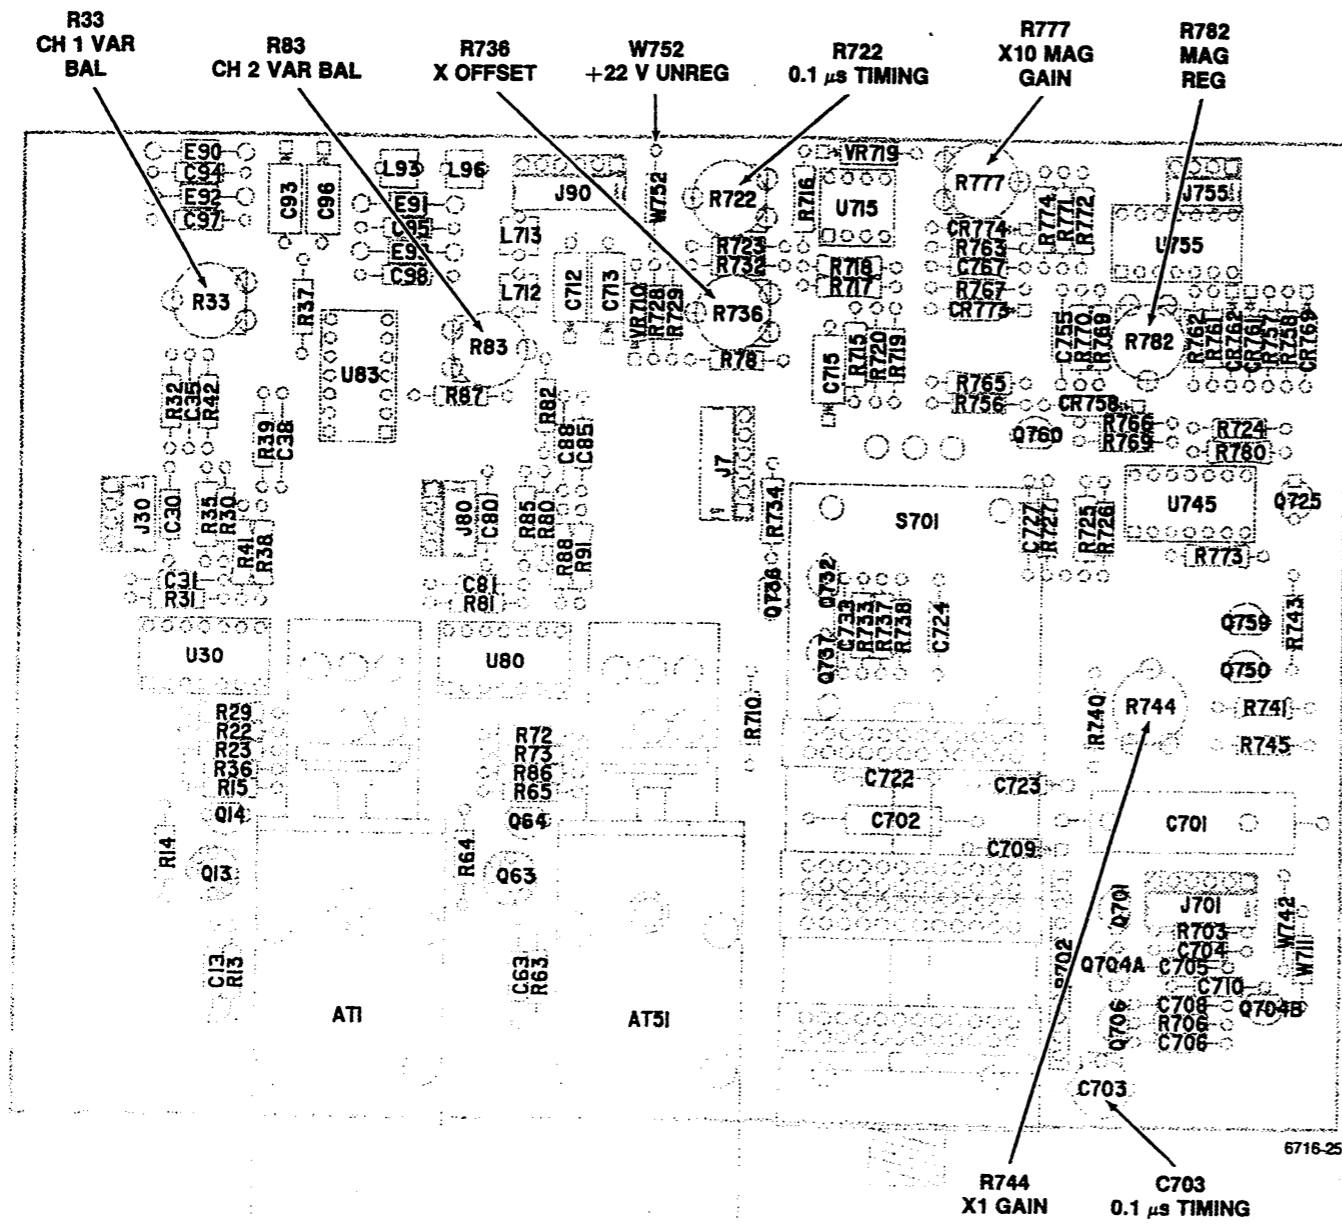 R33
CH 1 VAR
BAL
R83
CH 2 VAR BAL
R736
X OFFSET
W752
+22 V UNREG
R722
0.1 µs TIMING
R777
X10 MAG
GAIN
R782
MAG
REG
E90
C94
E92
C97
C93
C96
L93
L96
E91
C95
E93
C98
J90
L713
L712
W752
R722
R723
R732
R716
VR719
U715
R718
R717
R777
CR774
R763
C767
R767
CR773
R774
R771
R772
J755
U755
R33
R37
U83
R83
R87
C712
C713
VR710
R728
R729
R736
R78
C715
R715
R720
R719
R765
R756
C755
R770
R769
R782
R762
R761
CR762
CR761
R757
R758
CR769
R32
C35
R42
R39
C38
R82
C88
C85
J7
Q760
CR758
R766
R769
R724
R780
J30
C30
R35
R30
R41
R38
J80
C80
R85
R80
R88
R91
R734
S701
C727
R727
R725
R726
U745
Q725
R773
C31
R31
C81
R81
Q736
Q732
Q737
C733
R733
R737
R738
C724
Q759
Q750
R743
U30
U80
R710
R740
R744
R741
R745
R29
R22
R23
R36
R15
Q14
R14
Q13
C13
R13
R72
R73
R86
R65
Q64
R64
Q63
C63
R63
C722
C702
C723
C709
C701
Q701
J701
R703
C704
C705
C710
C708
R706
C706
W742
W711
R702
Q704A
Q706
Q704B
AT1
AT51
C703
6716-25
R744
X1 GAIN
C703
0.1 µs TIMING